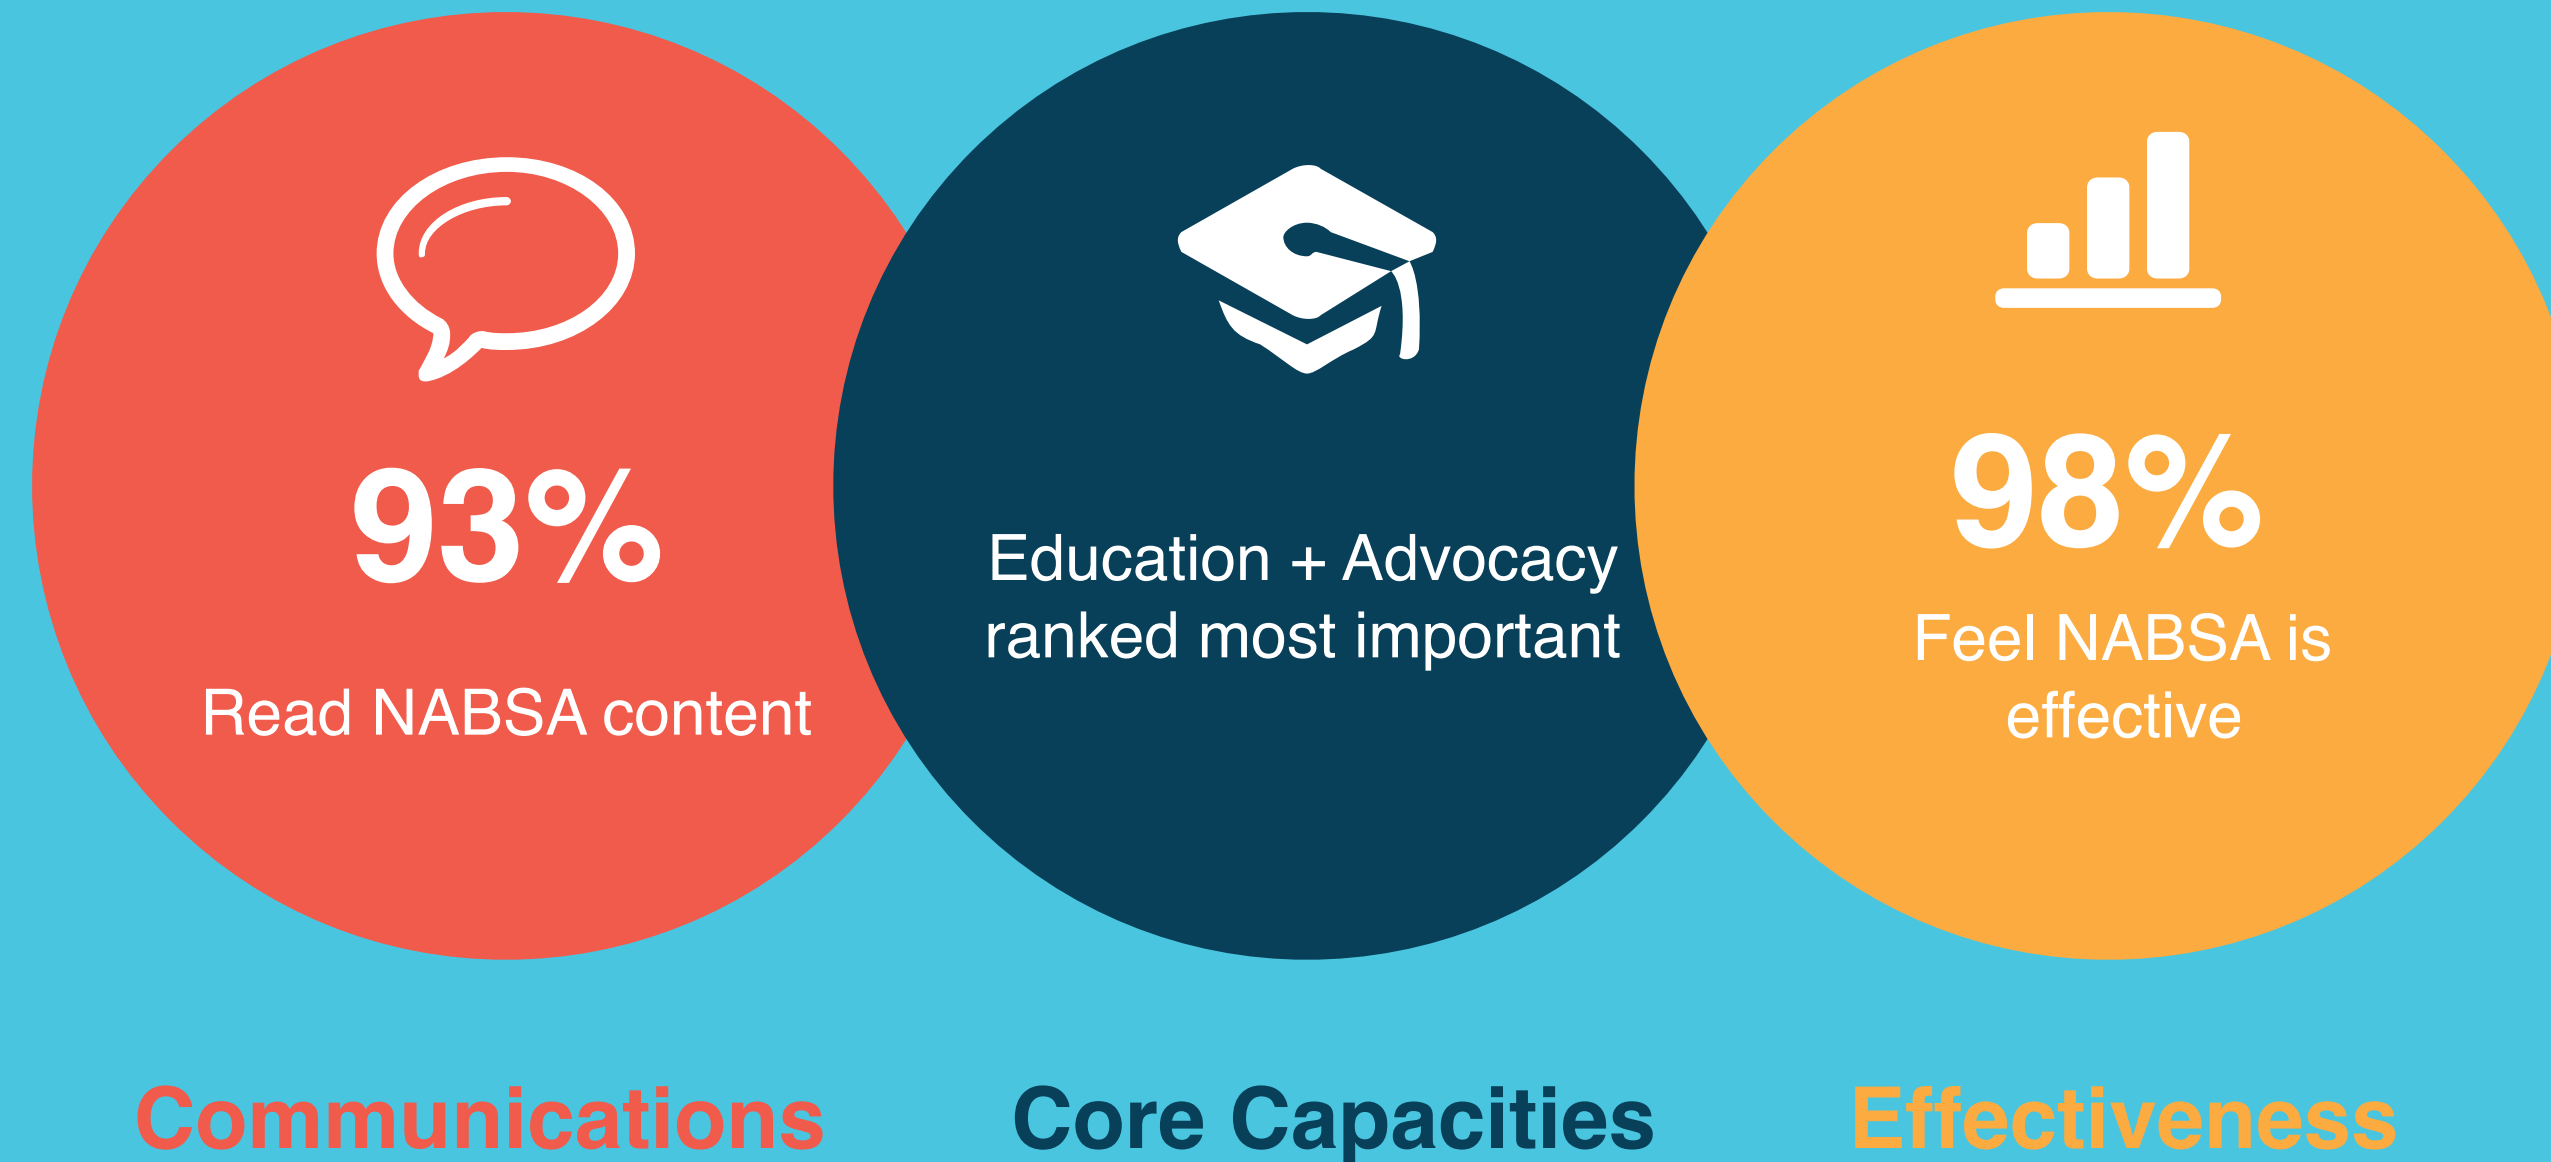 93%
Read NABSA content
Education + Advocacy
ranked most important
98%
Feel NABSA is
effective
Communications
Core Capacities
Effectiveness